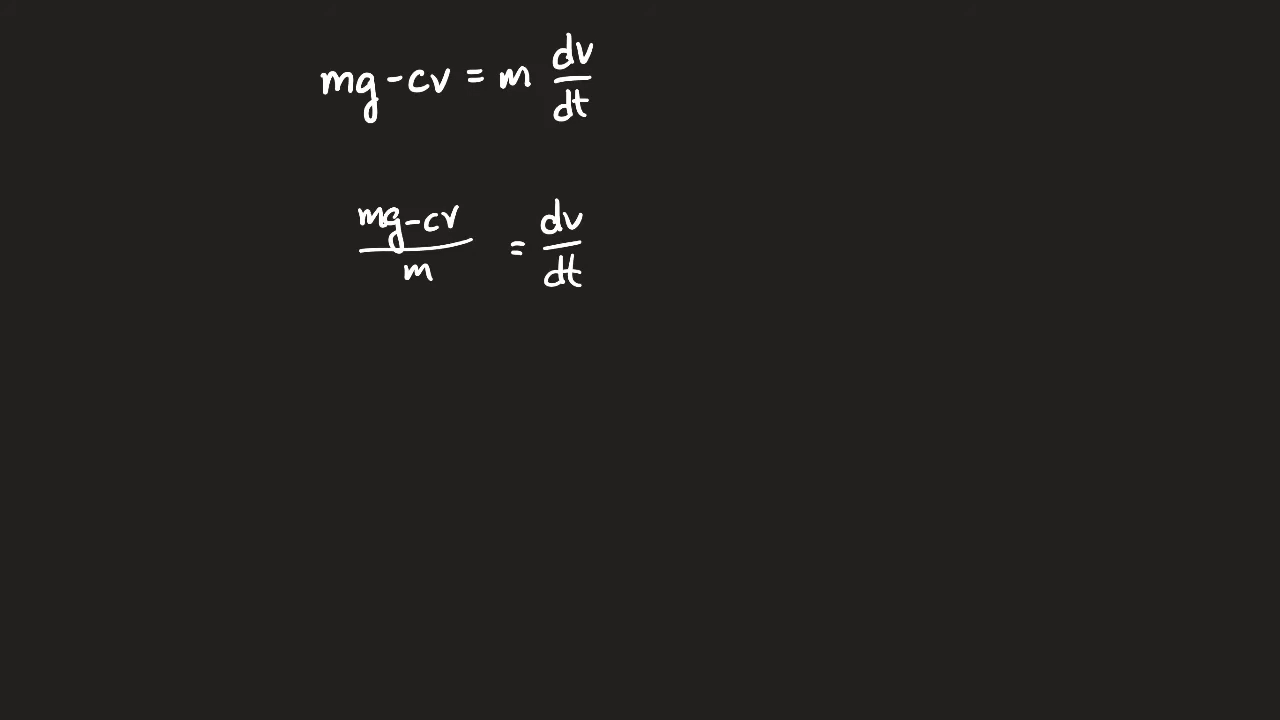 mg-cv = m dv/dt
(mg-cv)/m = dv/dt